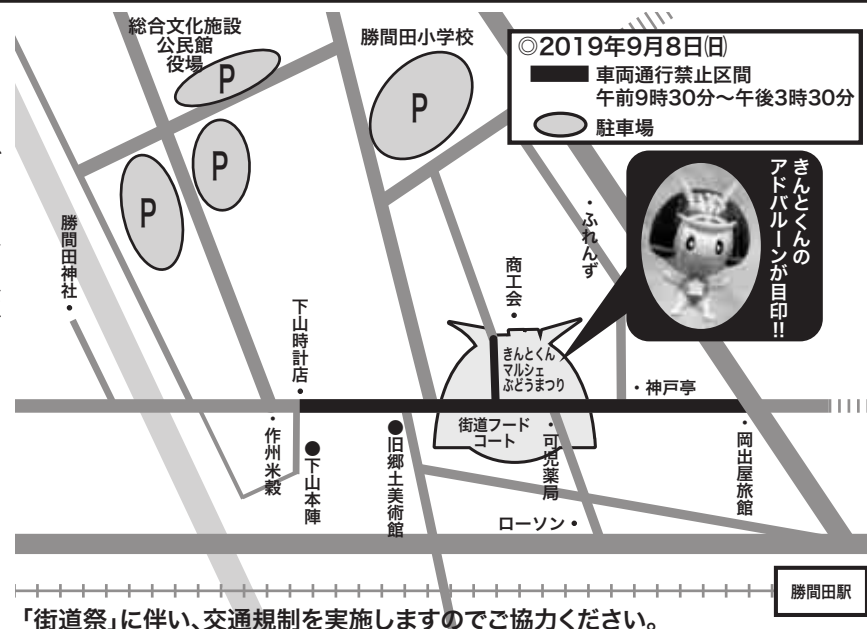 総合文化施設
公民館
役場
P
P
P
勝間田小学校
P
◎2019年9月8日(日)
車両通行禁止区間
午前9時30分～午後3時30分
駐車場
きんとくんの
アドバルーンが目印!!
・ふれんず
商工会・
勝間田神社・
下山時計店・
きんとくん
マルシェ
ぶどうまつり
・神戸亭
街道フード
コート
・可児薬局
・作州米穀
●下山本陣
●旧郷土美術館
・岡出屋旅館
ローソン・
勝間田駅
「街道祭」に伴い、交通規制を実施しますのでご協力ください。